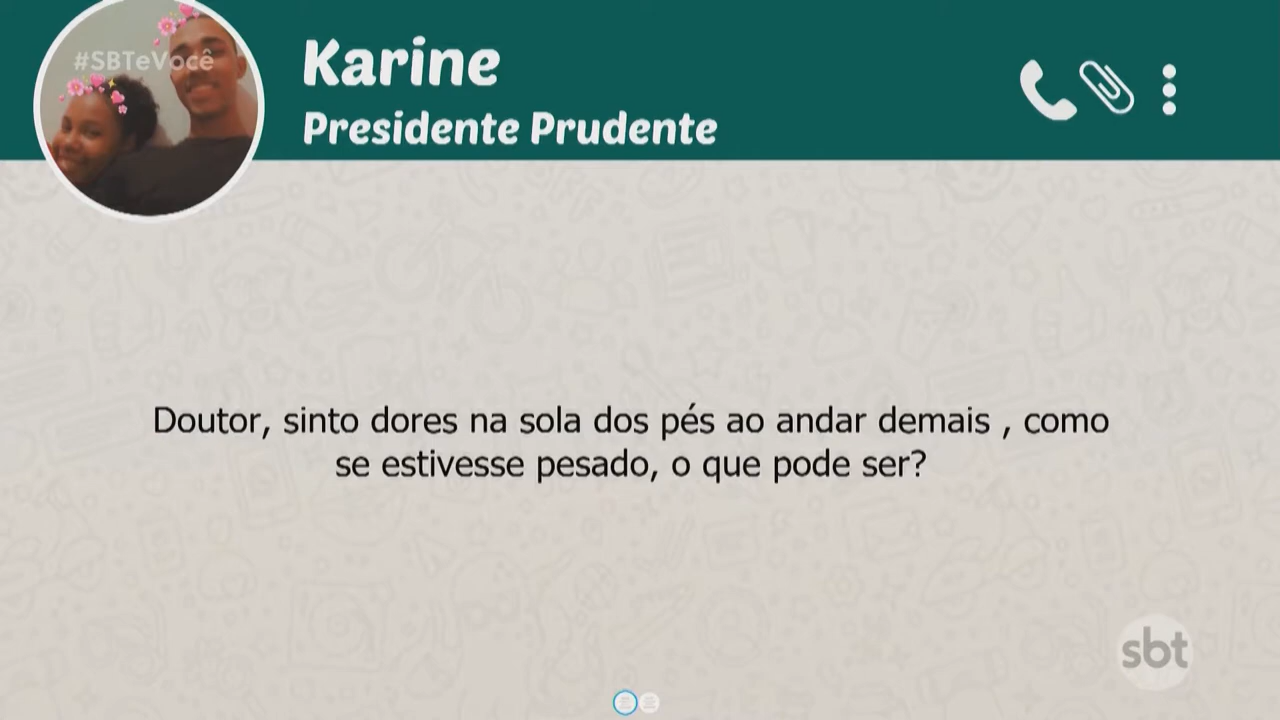 #SBTeVocê
Karine
Presidente Prudente
Doutor, sinto dores na sola dos pés ao andar demais , como
se estivesse pesado, o que pode ser?
sbt